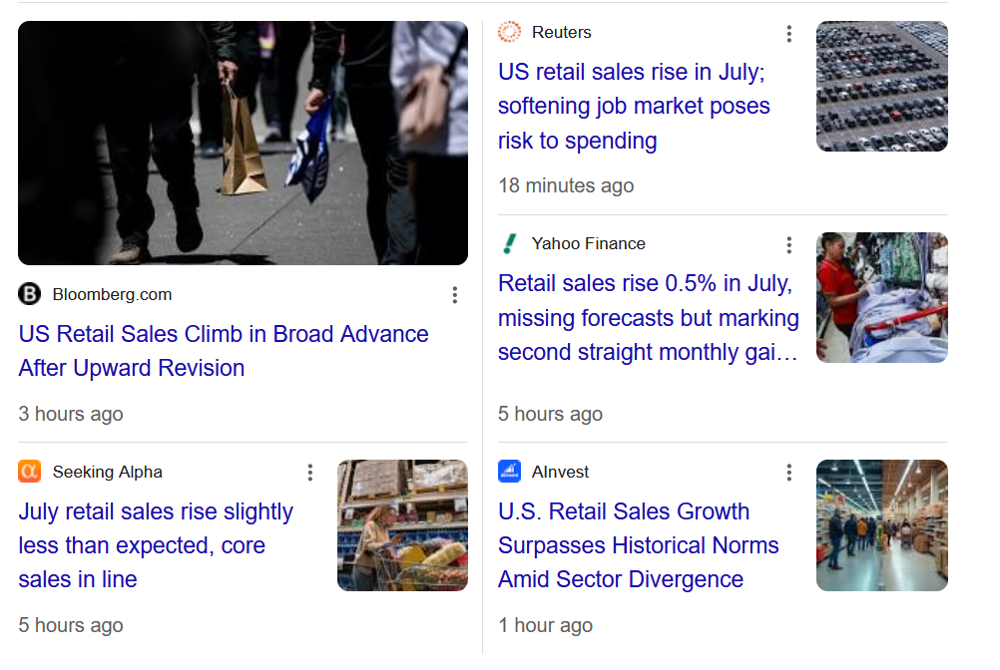 Bloomberg.com
US Retail Sales Climb in Broad Advance
After Upward Revision
3 hours ago
Reuters
US retail sales rise in July;
softening job market poses
risk to spending
18 minutes ago
Yahoo Finance
Retail sales rise 0.5% in July,
missing forecasts but marking
second straight monthly gai…
5 hours ago
Seeking Alpha
July retail sales rise slightly
less than expected, core
sales in line
5 hours ago
AInvest
U.S. Retail Sales Growth
Surpasses Historical Norms
Amid Sector Divergence
1 hour ago